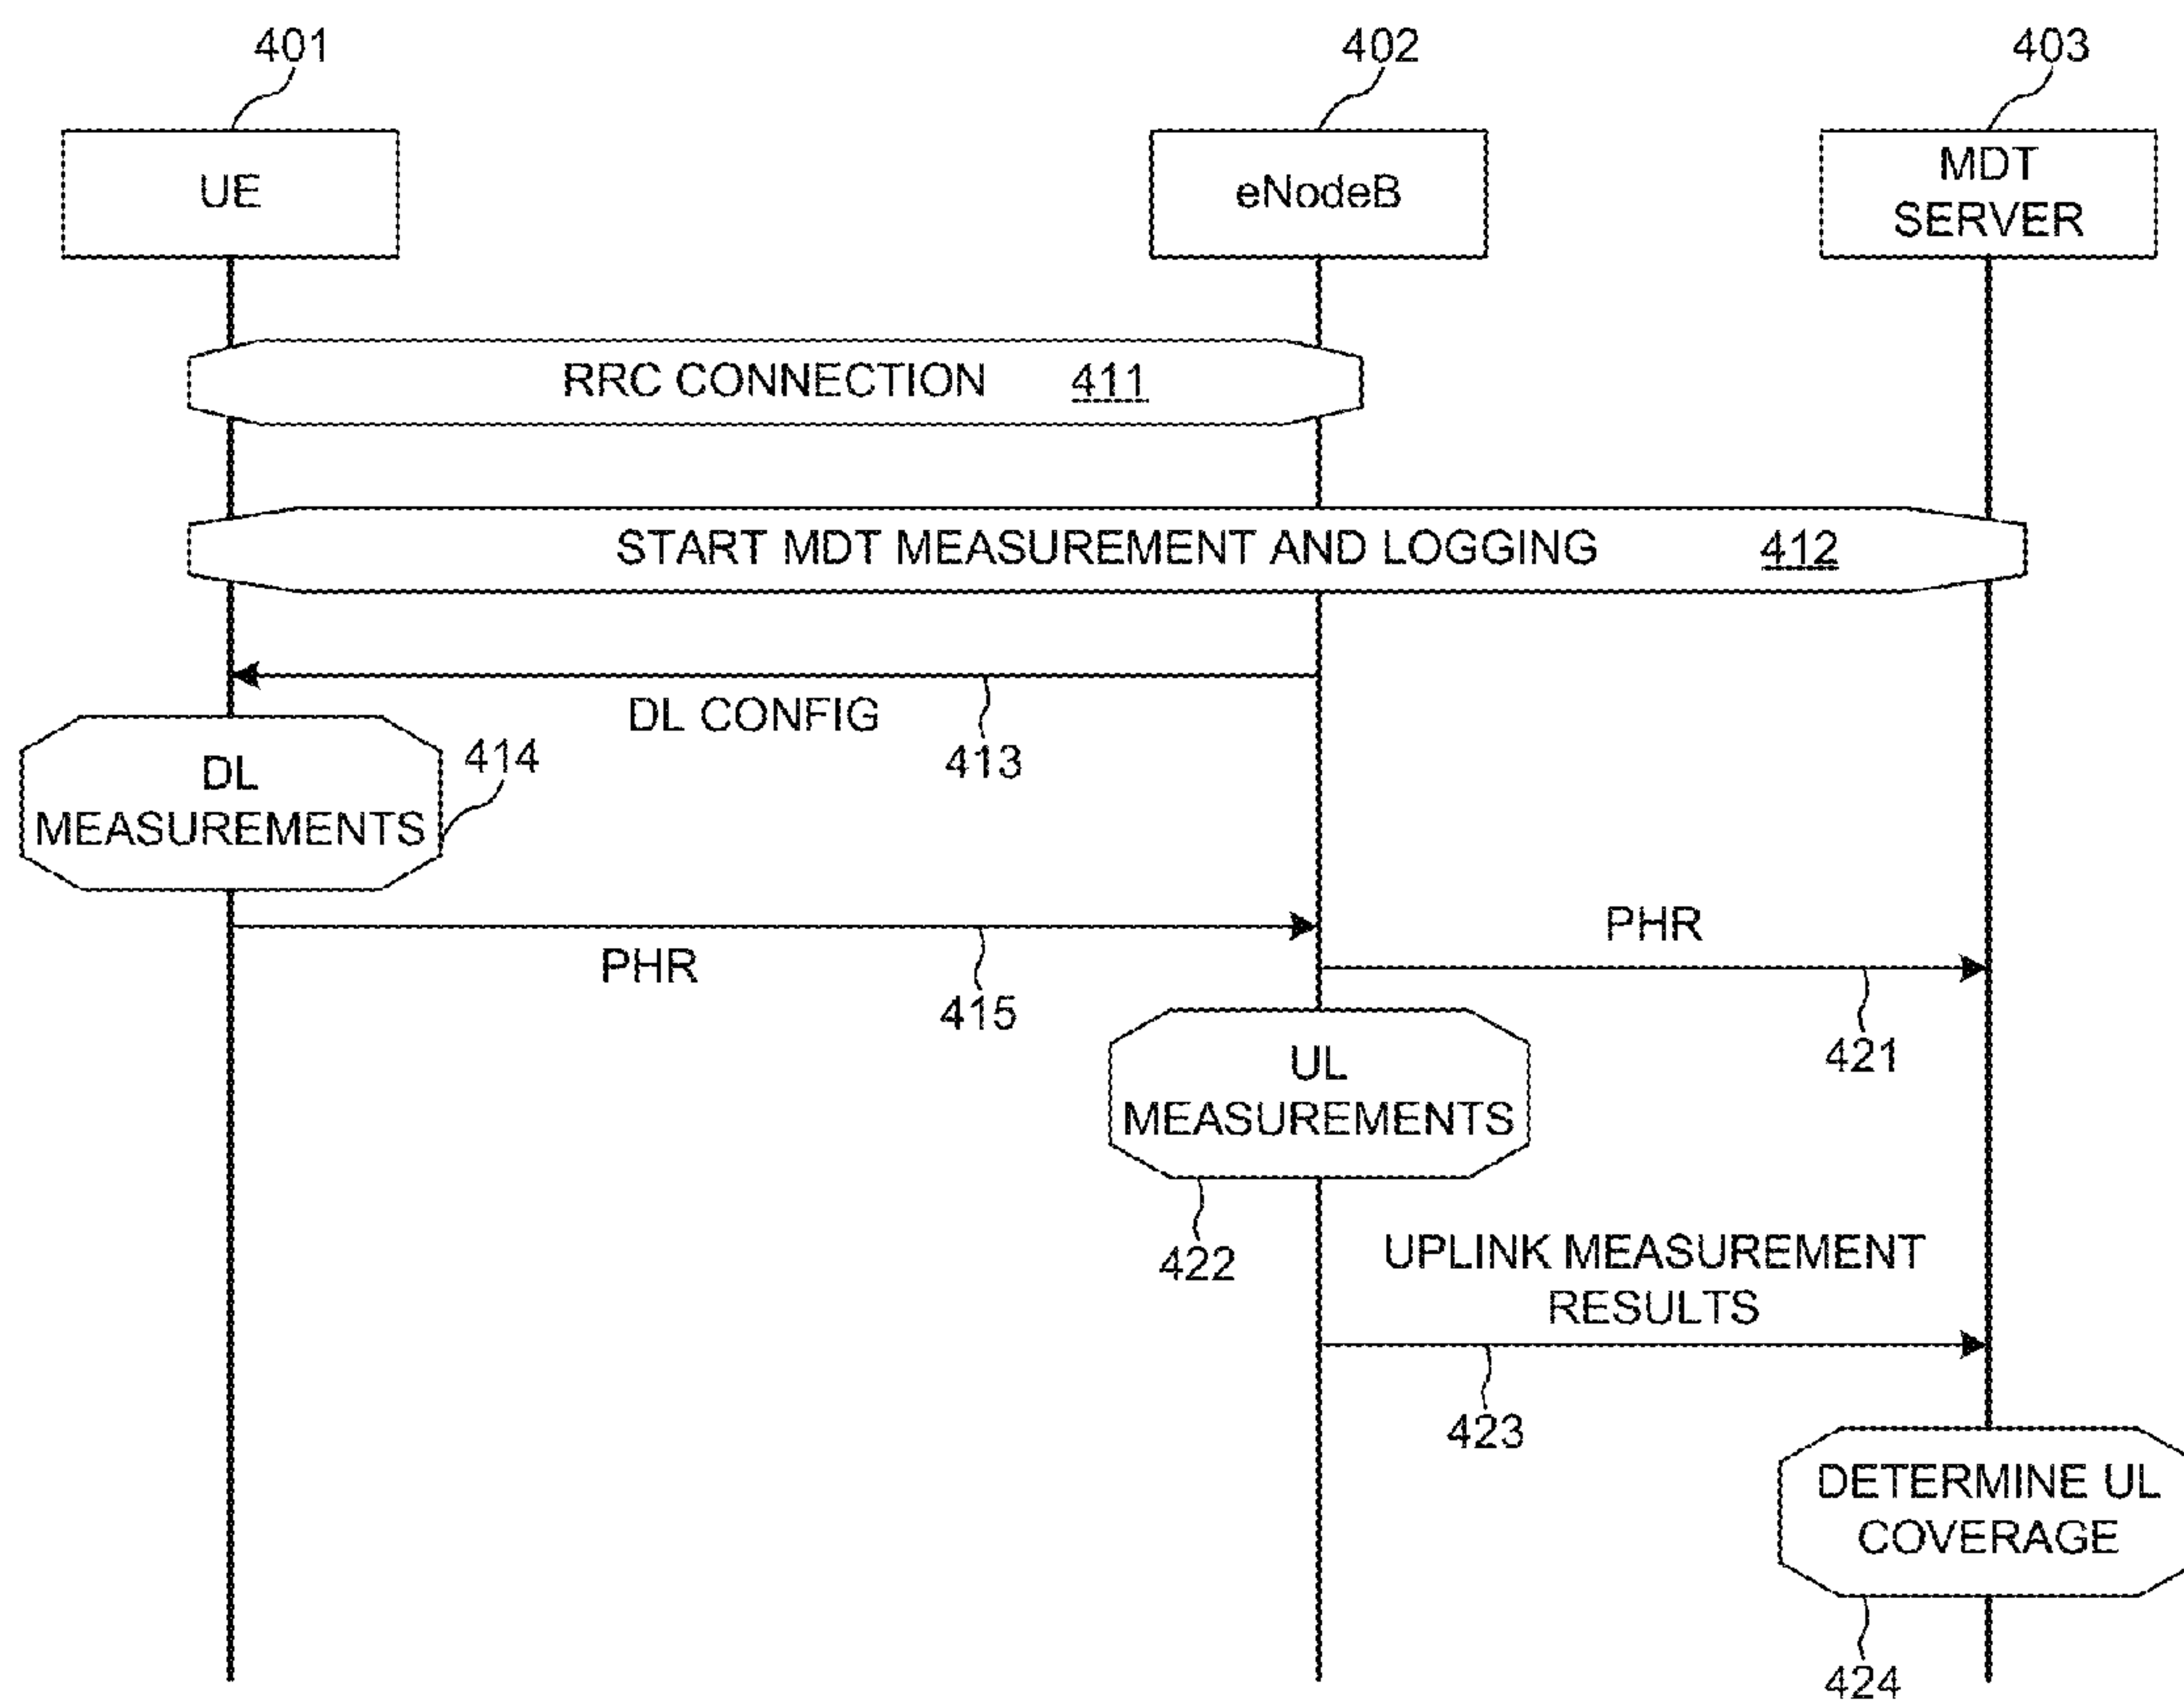 401
402
403
UE
eNodeB
MDT
SERVER
RRC CONNECTION 411
START MDT MEASUREMENT AND LOGGING 412
DL CONFIG
413
DL
MEASUREMENTS
414
PHR
415
PHR
421
UL
MEASUREMENTS
422
UPLINK MEASUREMENT
RESULTS
423
DETERMINE UL
COVERAGE
424